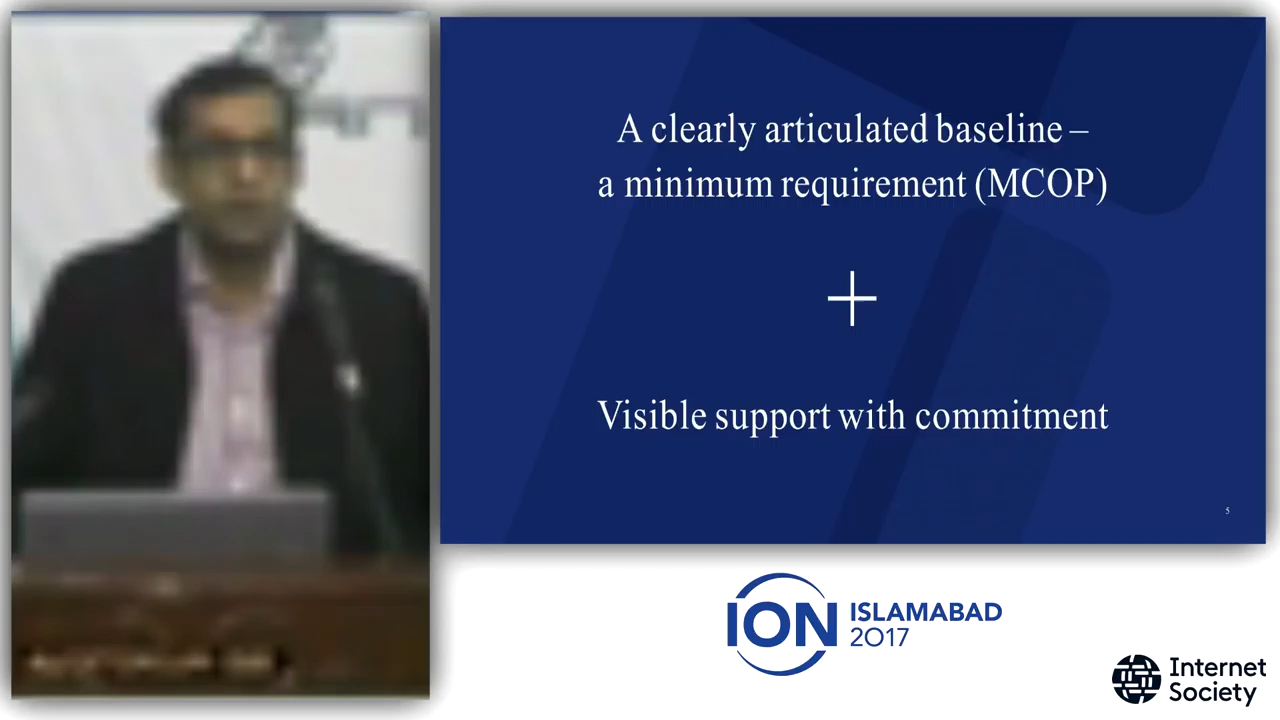 A clearly articulated baseline –
a minimum requirement (MCOP)
+
Visible support with commitment
5
ION ISLAMABAD
2017
Internet
Society